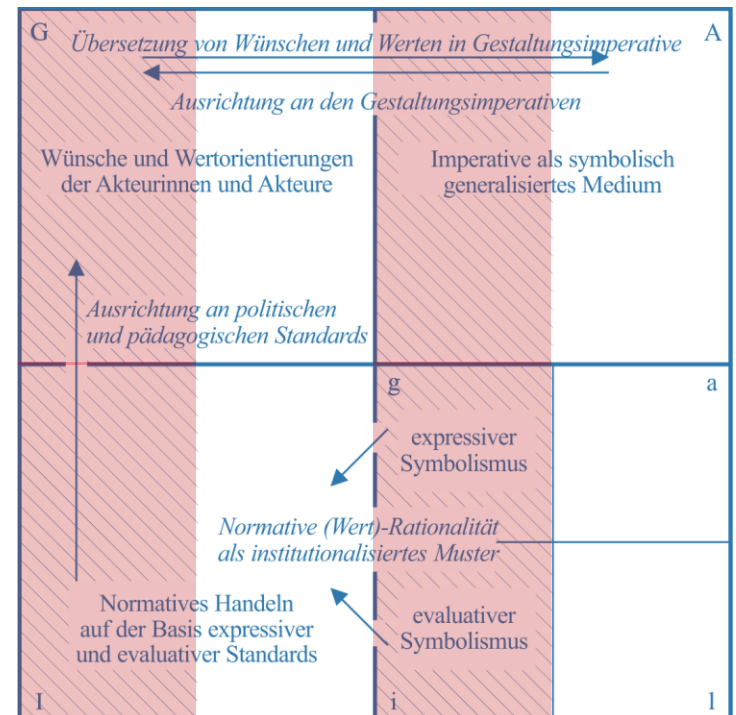 G
A
Übersetzung von Wünschen und Werten in Gestaltungsimperative
Ausrichtung an den Gestaltungsimperativen
Wünsche und Wertorientierungen
der Akteurinnen und Akteure
Imperative als symbolisch
generalisiertes Medium
Ausrichtung an politischen
und pädagogischen Standards
g
a
expressiver
Symbolismus
Normative (Wert)-Rationalität
als institutionalisiertes Muster
Normatives Handeln
auf der Basis expressiver
und evaluativer Standards
evaluativer
Symbolismus
I
i
l